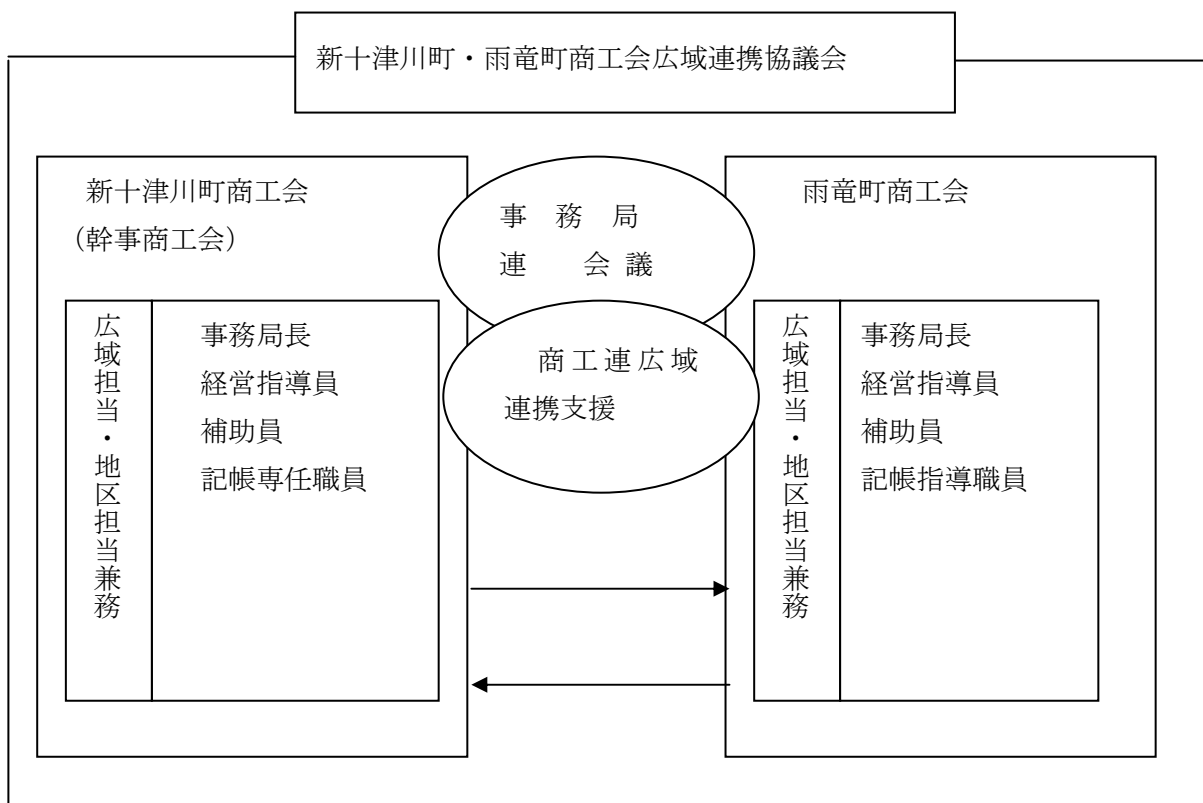 新十津川町・雨竜町商工会広域連携協議会
新十津川町商工会
（幹事商工会）
事　務　局
連　　会 議
雨竜町商工会
広域担当・地区担当兼務
事務局長
経営指導員
補助員
記帳専任職員
商工連広域
連携支援
広域担当・地区担当兼務
事務局長
経営指導員
補助員
記帳指導職員